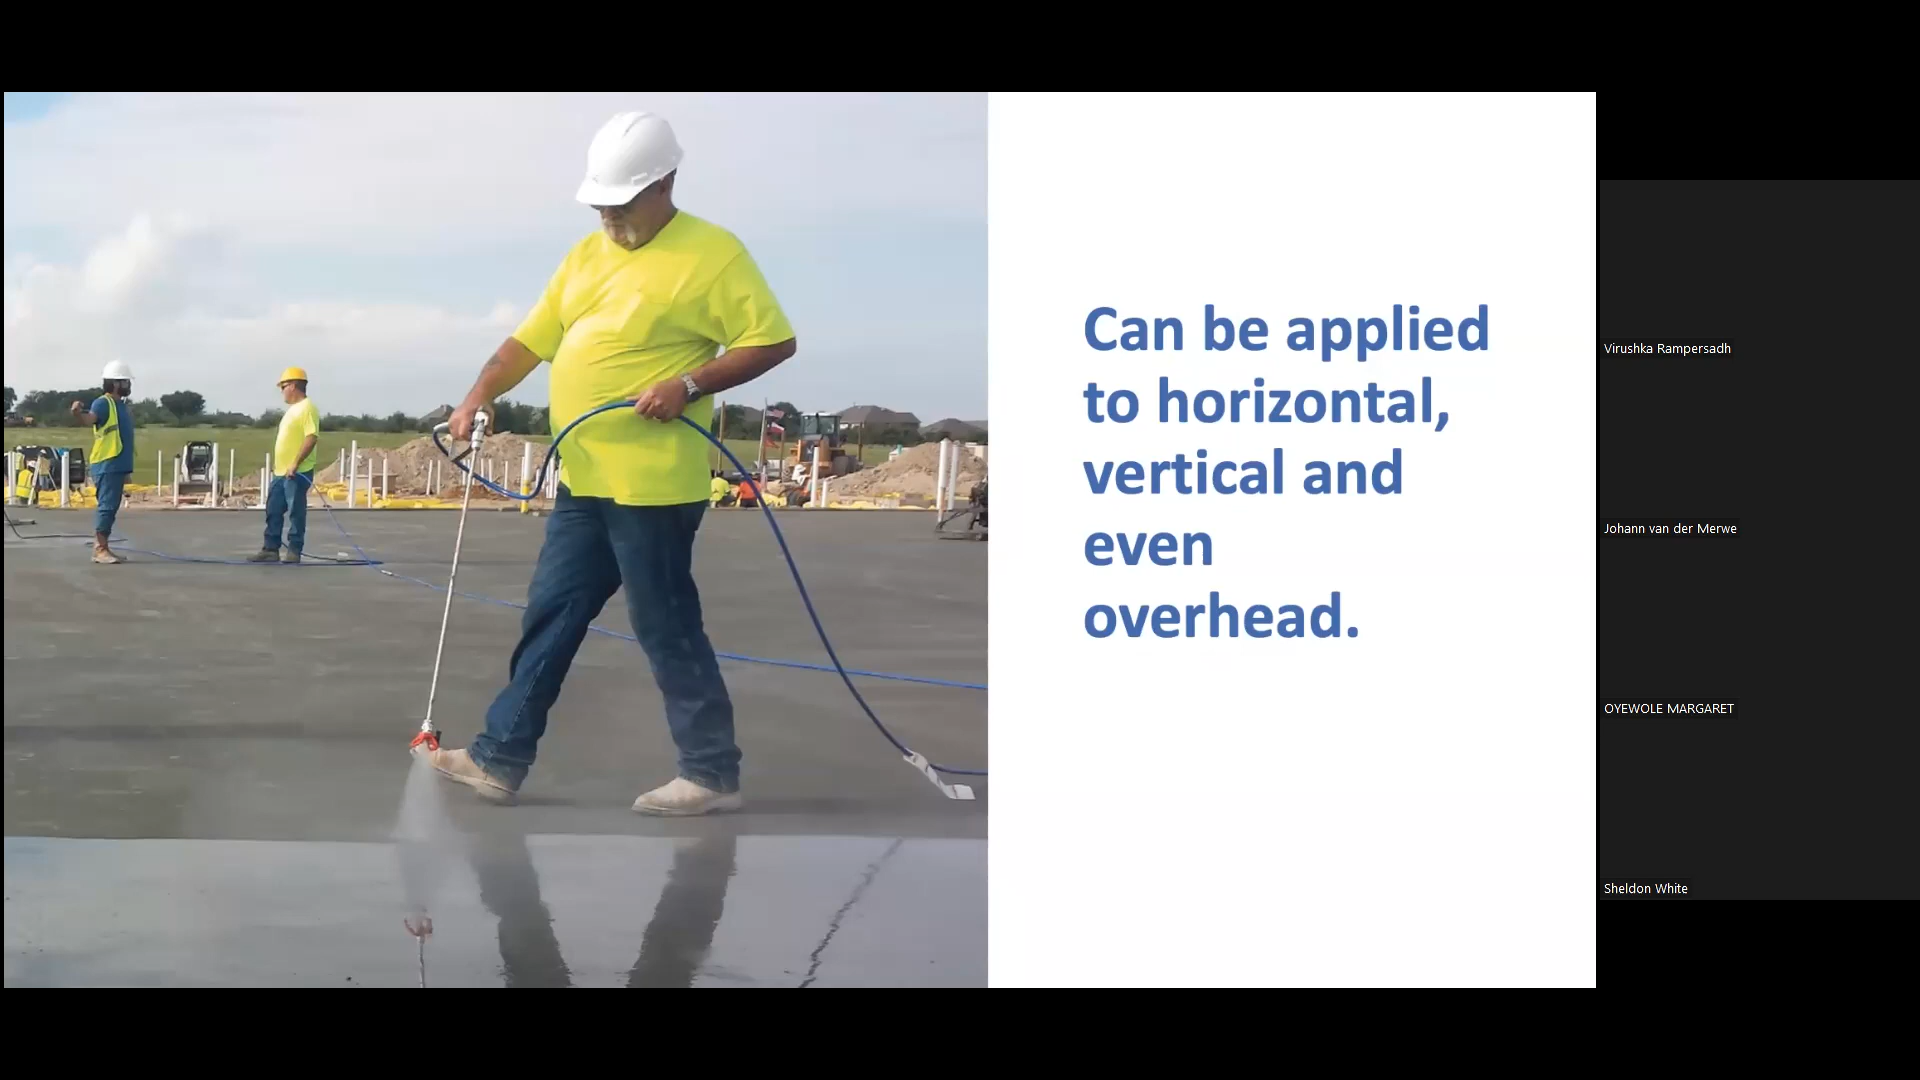 Can be applied
to horizontal,
vertical and
even
overhead.
Virushka Rampersadh
Johann van der Merwe
OYEWOLE MARGARET
Sheldon White